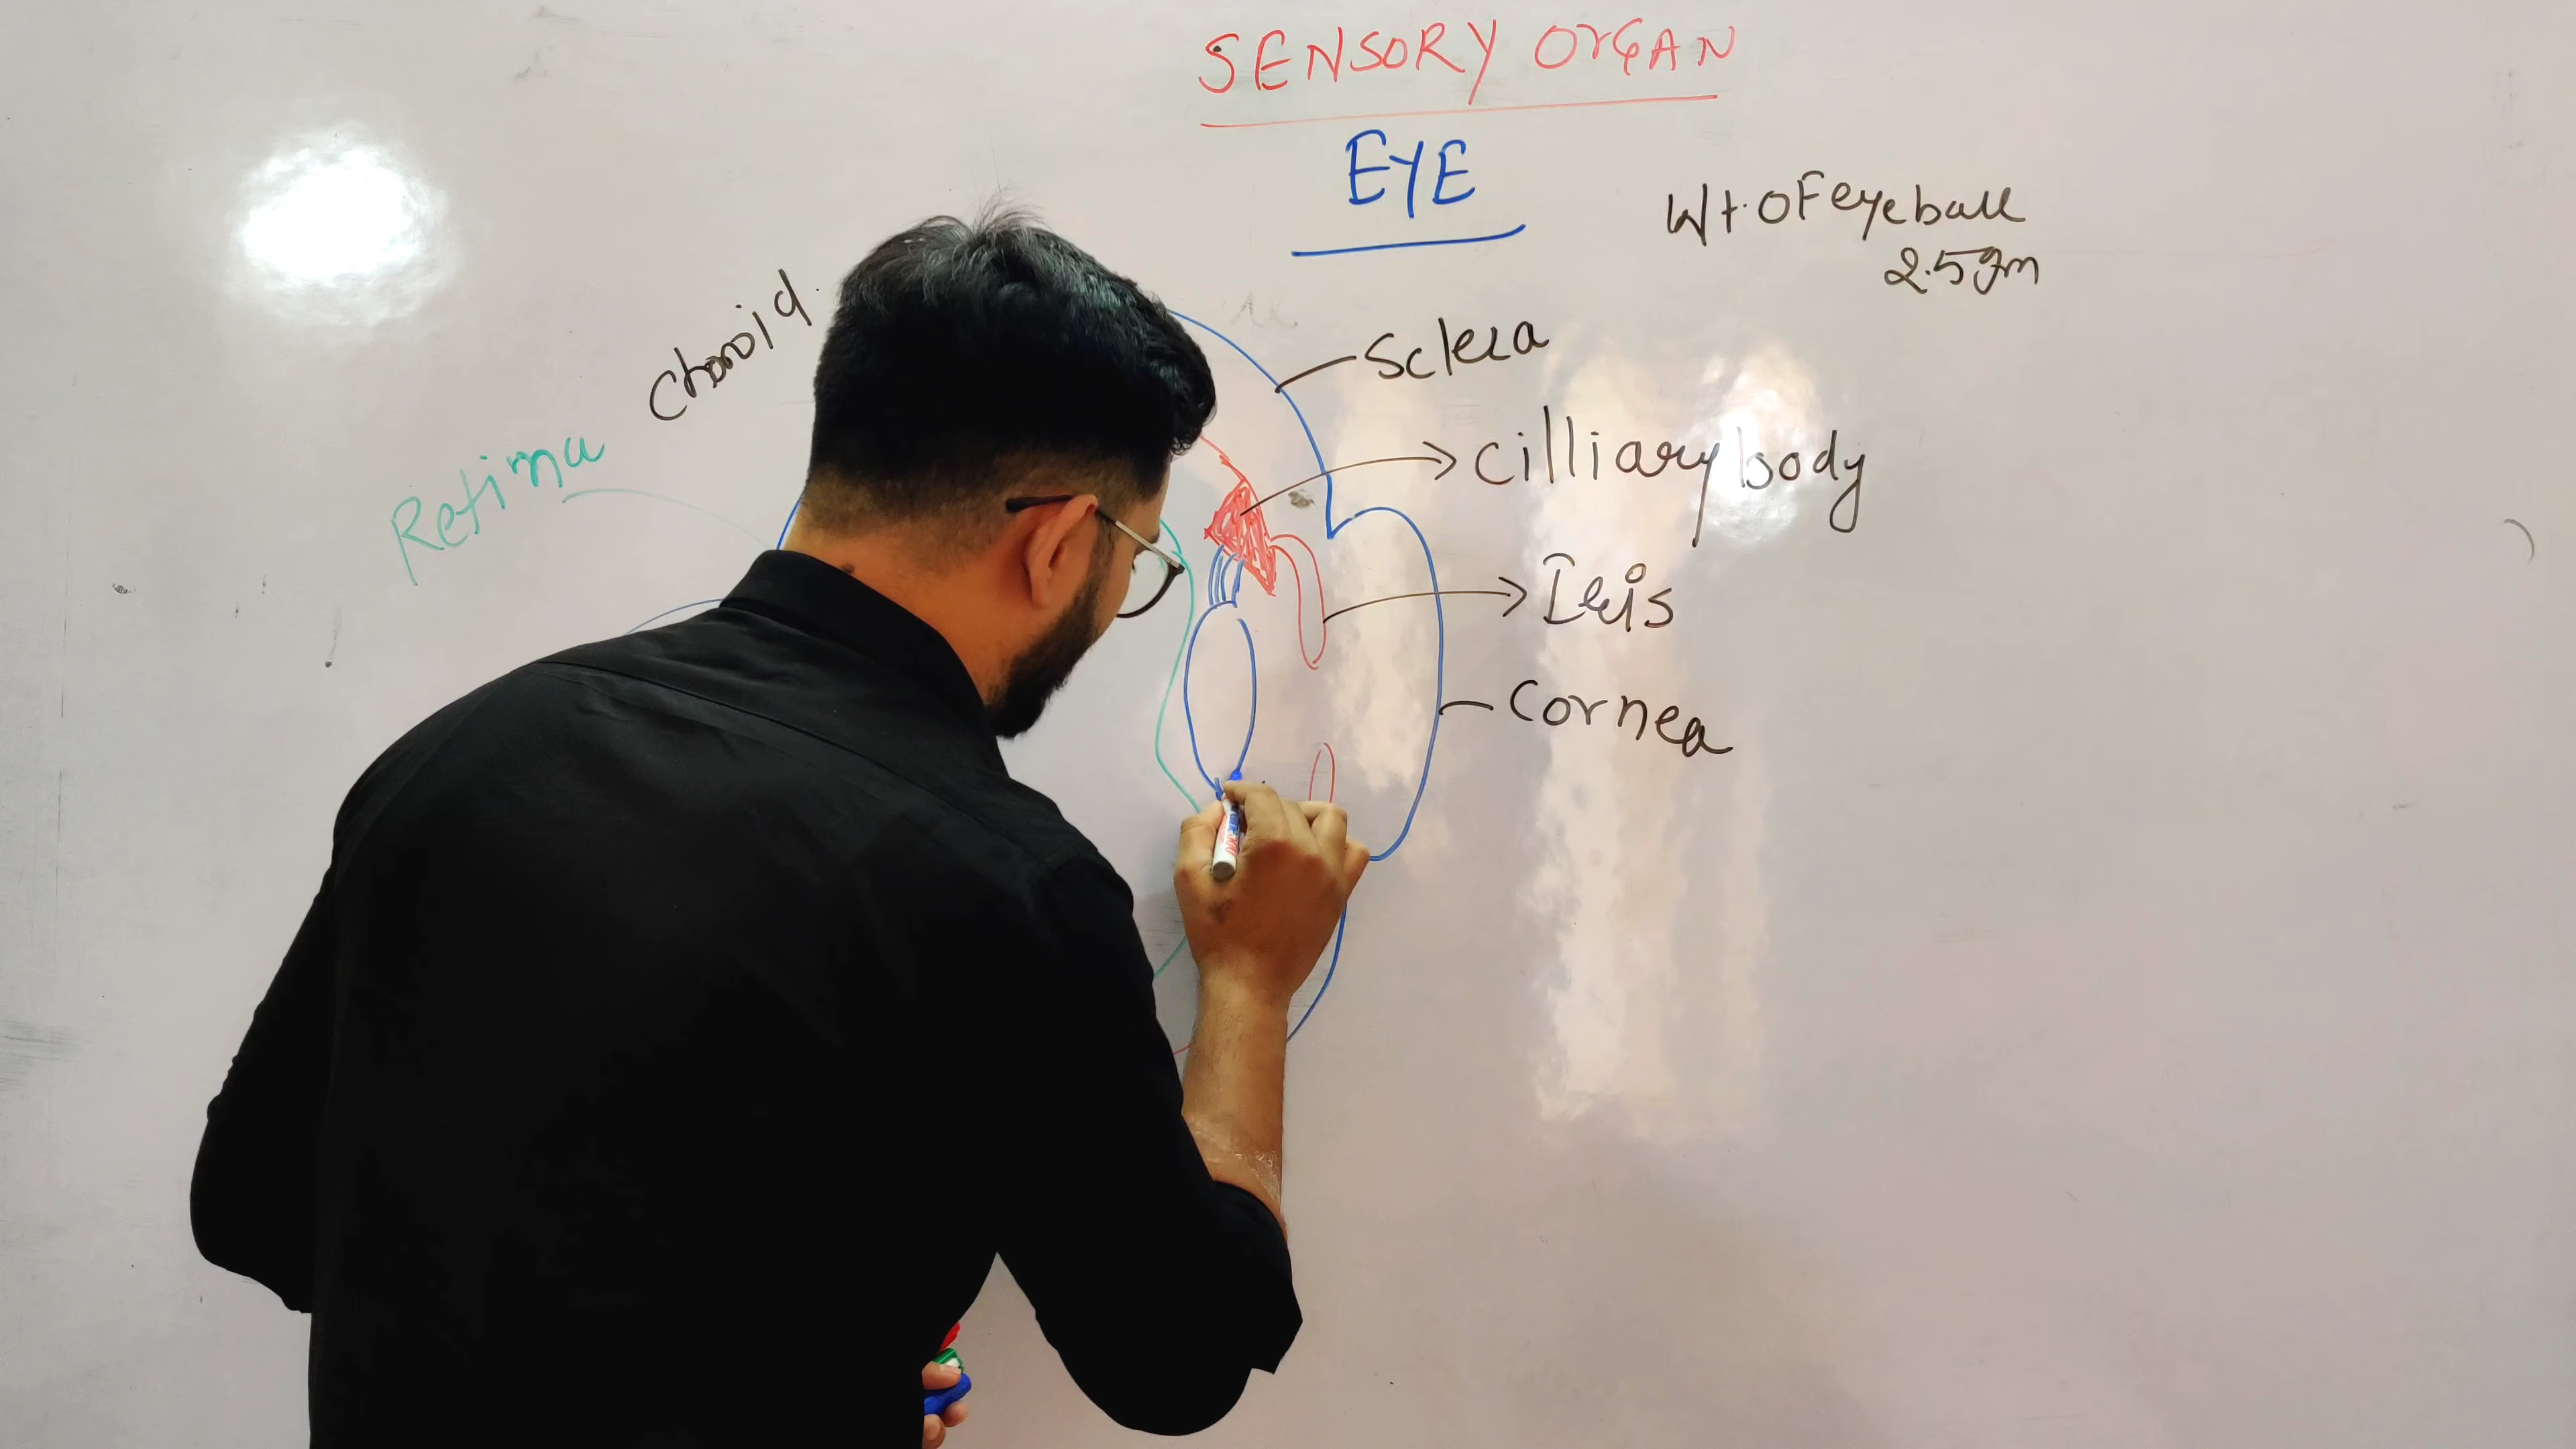 SENSORY OrGAN
EYE
Wt. OF eyeball
2.5gm
Choroid
Sclera
Retina
Cilliary body
Iris
Cornea